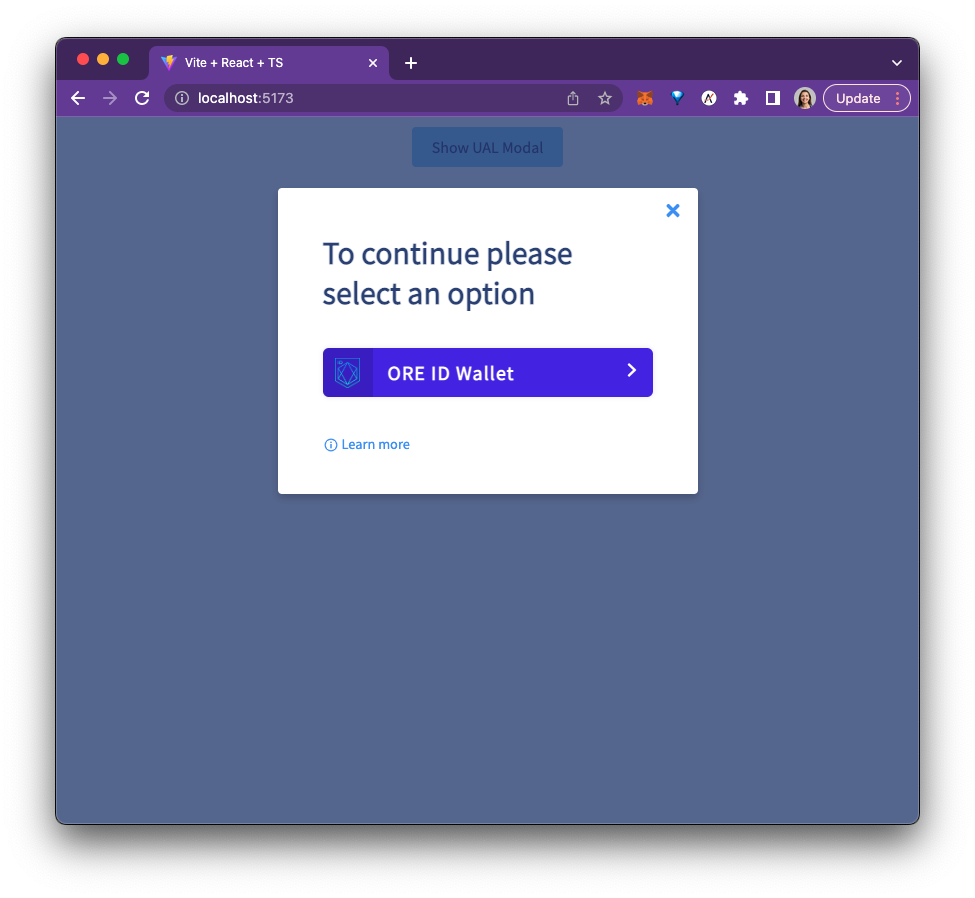 Vite + React + TS
localhost:5173
Update
Show UAL Modal
To continue please
select an option
ORE ID Wallet
Learn more